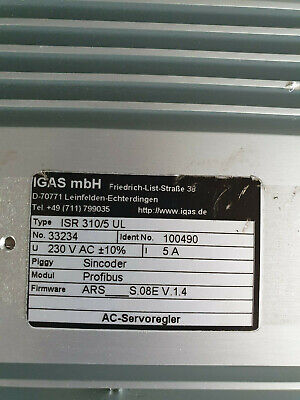 IGAS mbH Friedrich-List-Straße 36
D-70771 Leinfelden-Echterdingen
Tel. +49 (711) 799035 http://www.igas.de
Type ISR 310/5 UL
No. 33234 Ident No. 100490
U 230 V AC ±10% I 5 A
Piggy Sincoder
Modul Profibus
Firmware ARS___S.08E V.1.4
AC-Servoregler